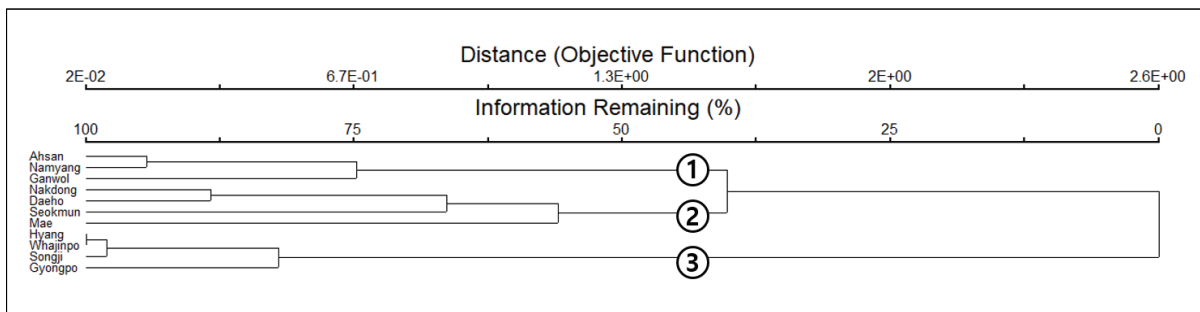 Distance (Objective Function)
2E-02 6.7E-01 1.3E+00 2E+00 2.6E+00
Information Remaining (%)
100 75 50 25 0
Ahsan
Namyang
Ganwol
Nakdong
Daeho
Seokmun
Mae
Hyang
Whajinpo
Songji
Gyongpo
1
2
3